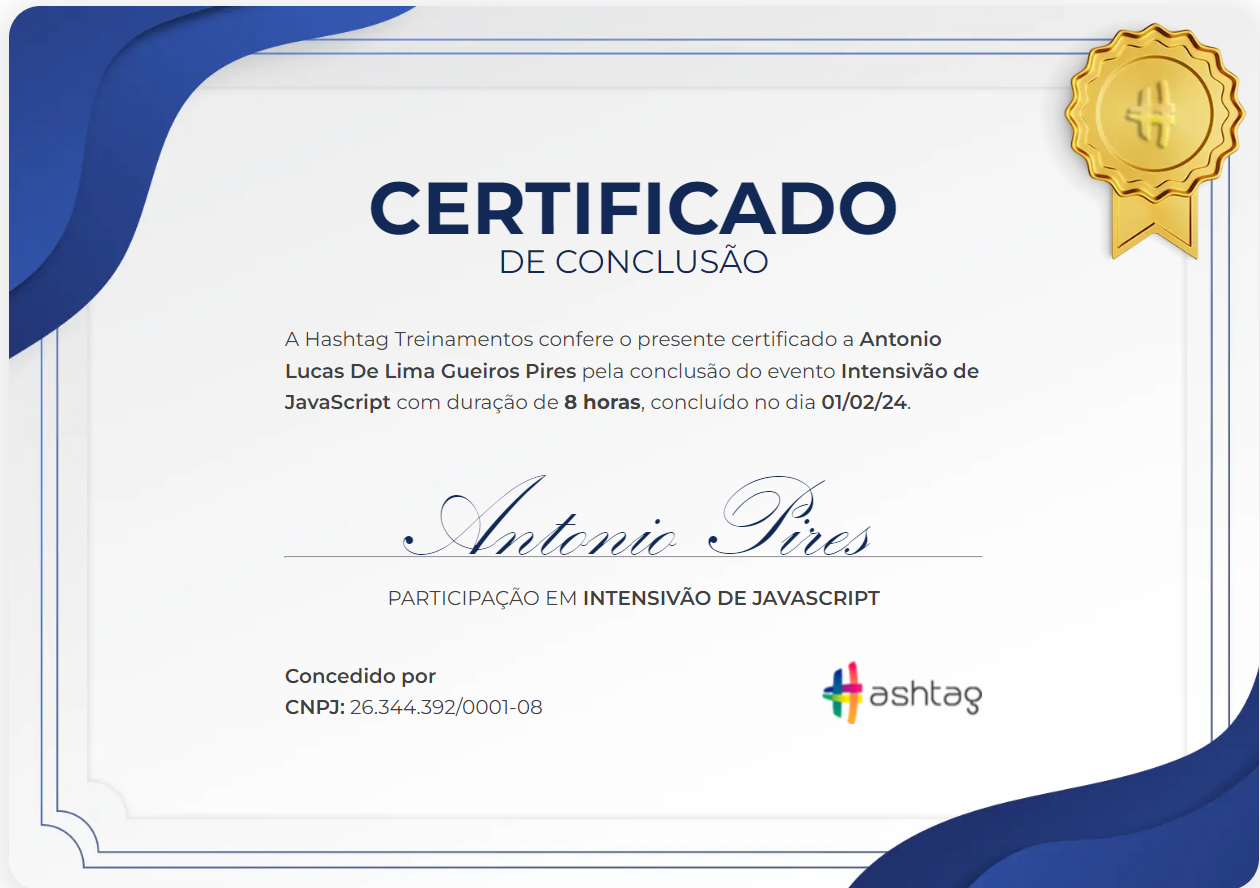 CERTIFICADO
DE CONCLUSÃO
A Hashtag Treinamentos confere o presente certificado a Antonio
Lucas De Lima Gueiros Pires pela conclusão do evento Intensivão de
JavaScript com duração de 8 horas, concluído no dia 01/02/24.
Antonio Pires
PARTICIPAÇÃO EM INTENSIVÃO DE JAVASCRIPT
Concedido por
CNPJ: 26.344.392/0001-08
#ashtag